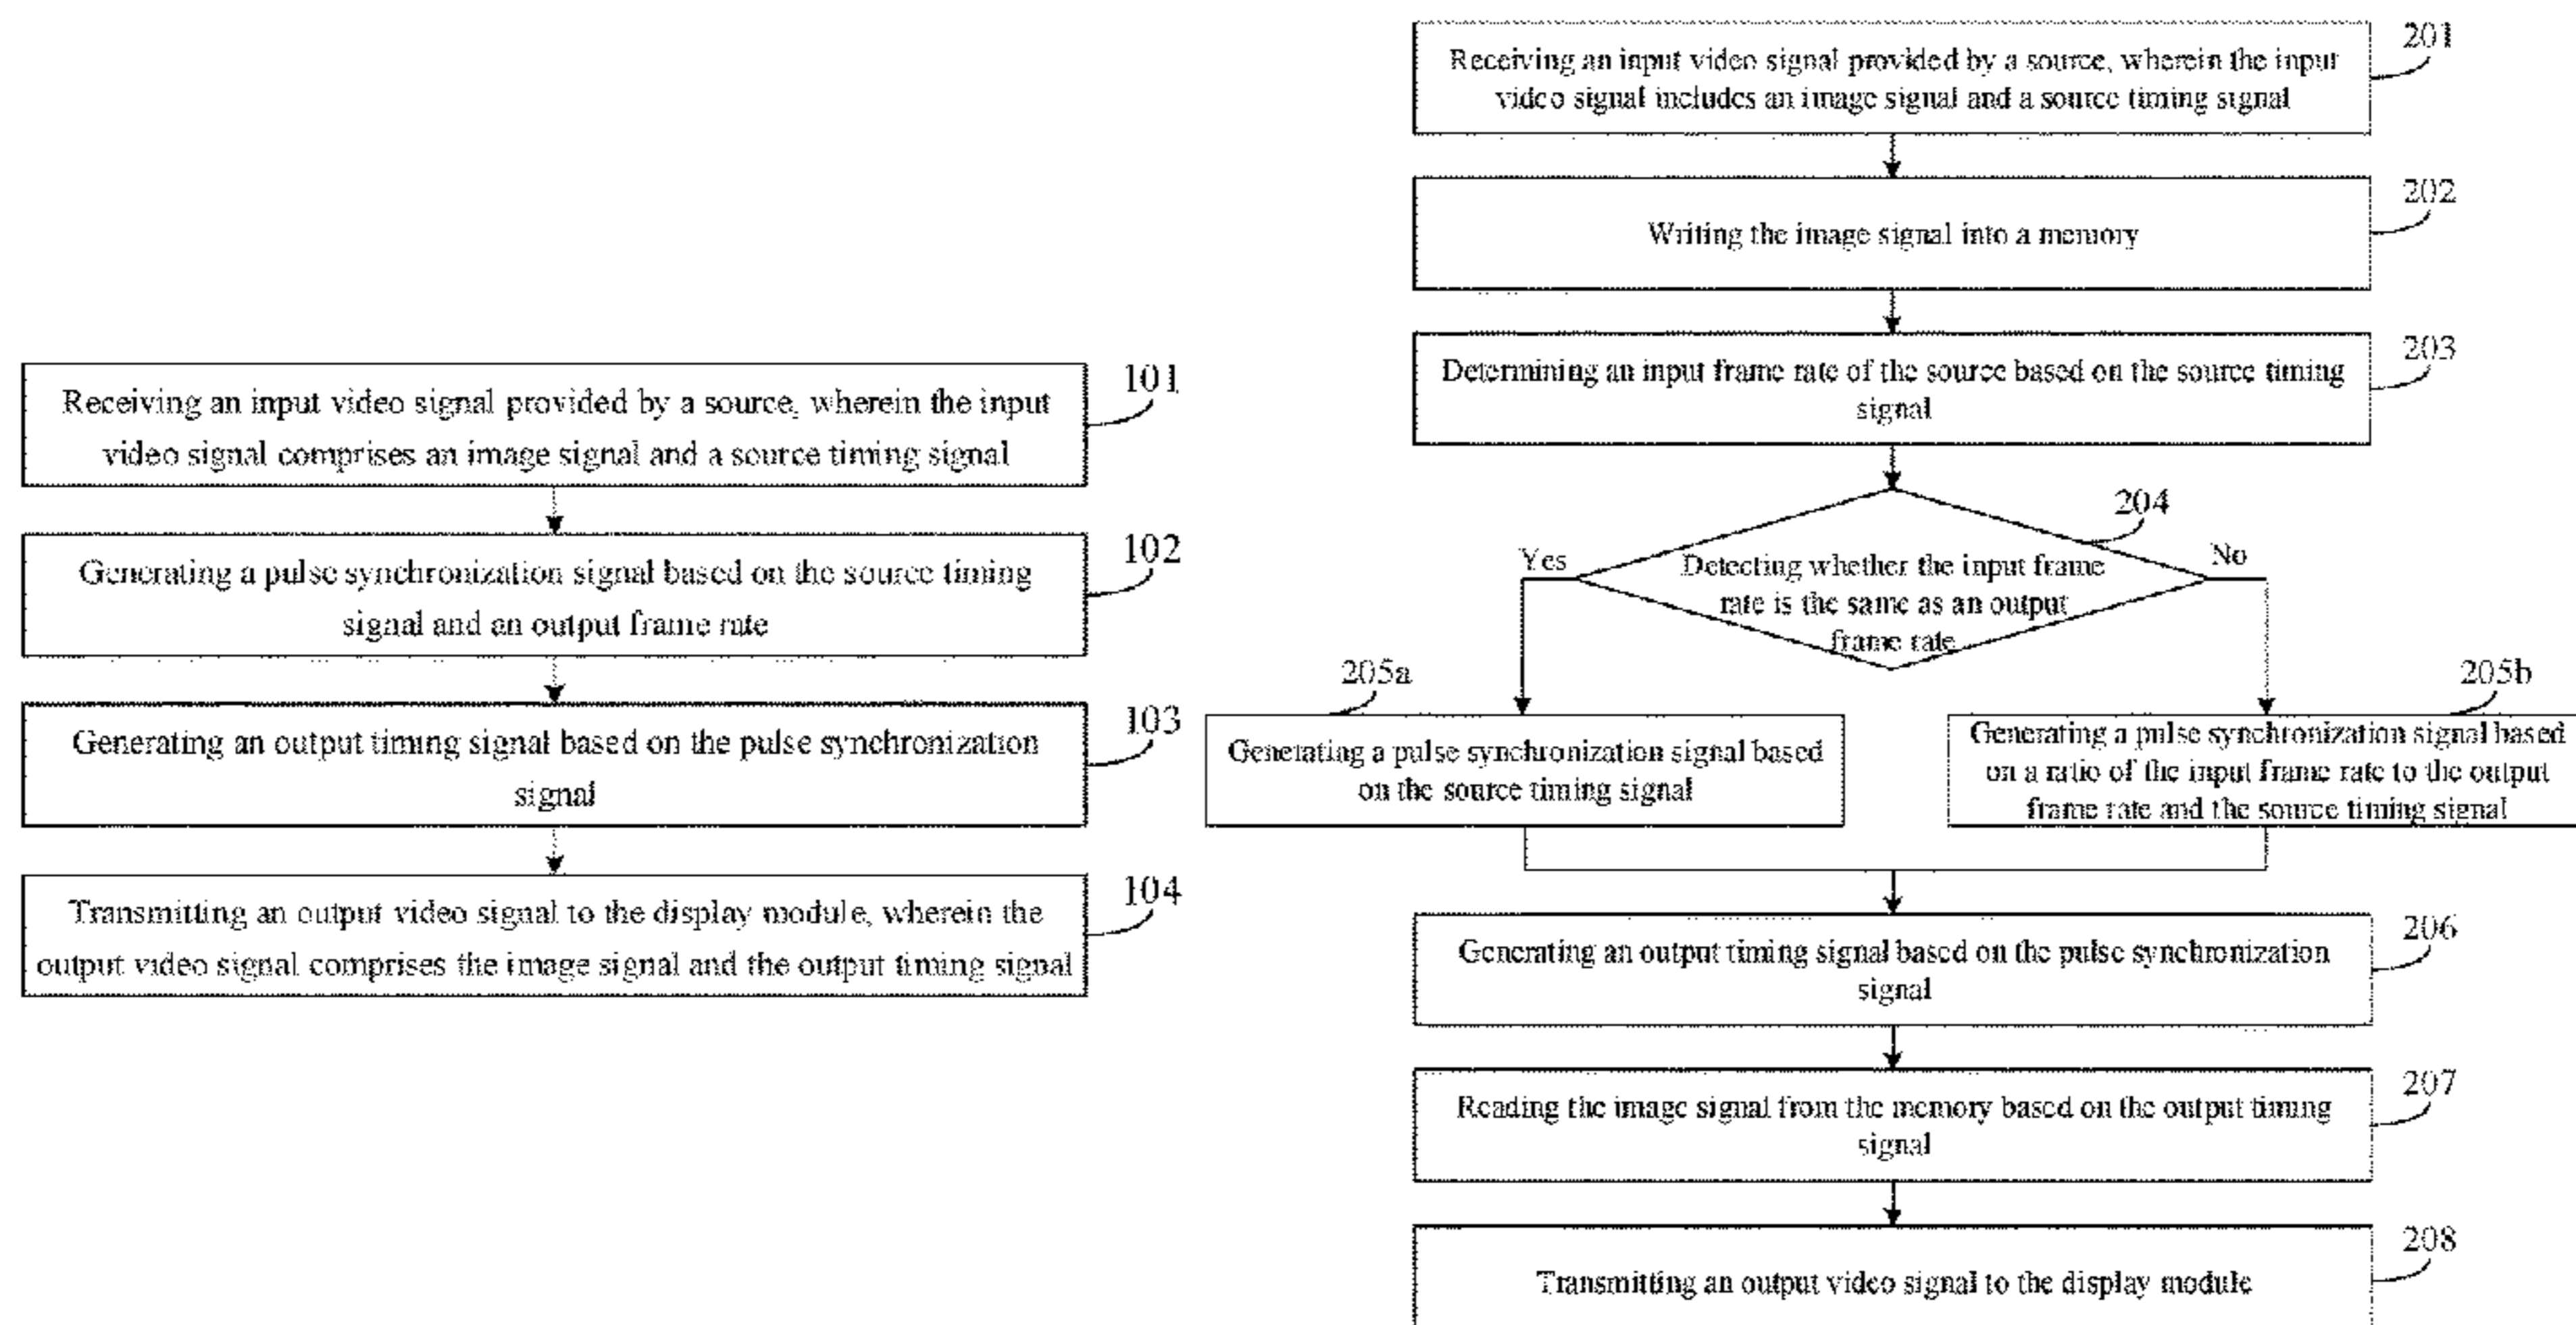 101
Receiving an input video signal provided by a source, wherein the input
video signal comprises an image signal and a source timing signal
102
Generating a pulse synchronization signal based on the source timing
signal and an output frame rate
103
Generating an output timing signal based on the pulse synchronization
signal
104
Transmitting an output video signal to the display module, wherein the
output video signal comprises the image signal and the output timing signal
201
Receiving an input video signal provided by a source, wherein the input
video signal includes an image signal and a source timing signal
202
Writing the image signal into a memory
203
Determining an input frame rate of the source based on the source timing
signal
204
Yes
No
Detecting whether the input frame
rate is the same as an output
frame rate
205a
Generating a pulse synchronization signal based
on the source timing signal
205b
Generating a pulse synchronization signal based
on a ratio of the input frame rate to the output
frame rate and the source timing signal
206
Generating an output timing signal based on the pulse synchronization
signal
207
Reading the image signal from the memory based on the output timing
signal
208
Transmitting an output video signal to the display module